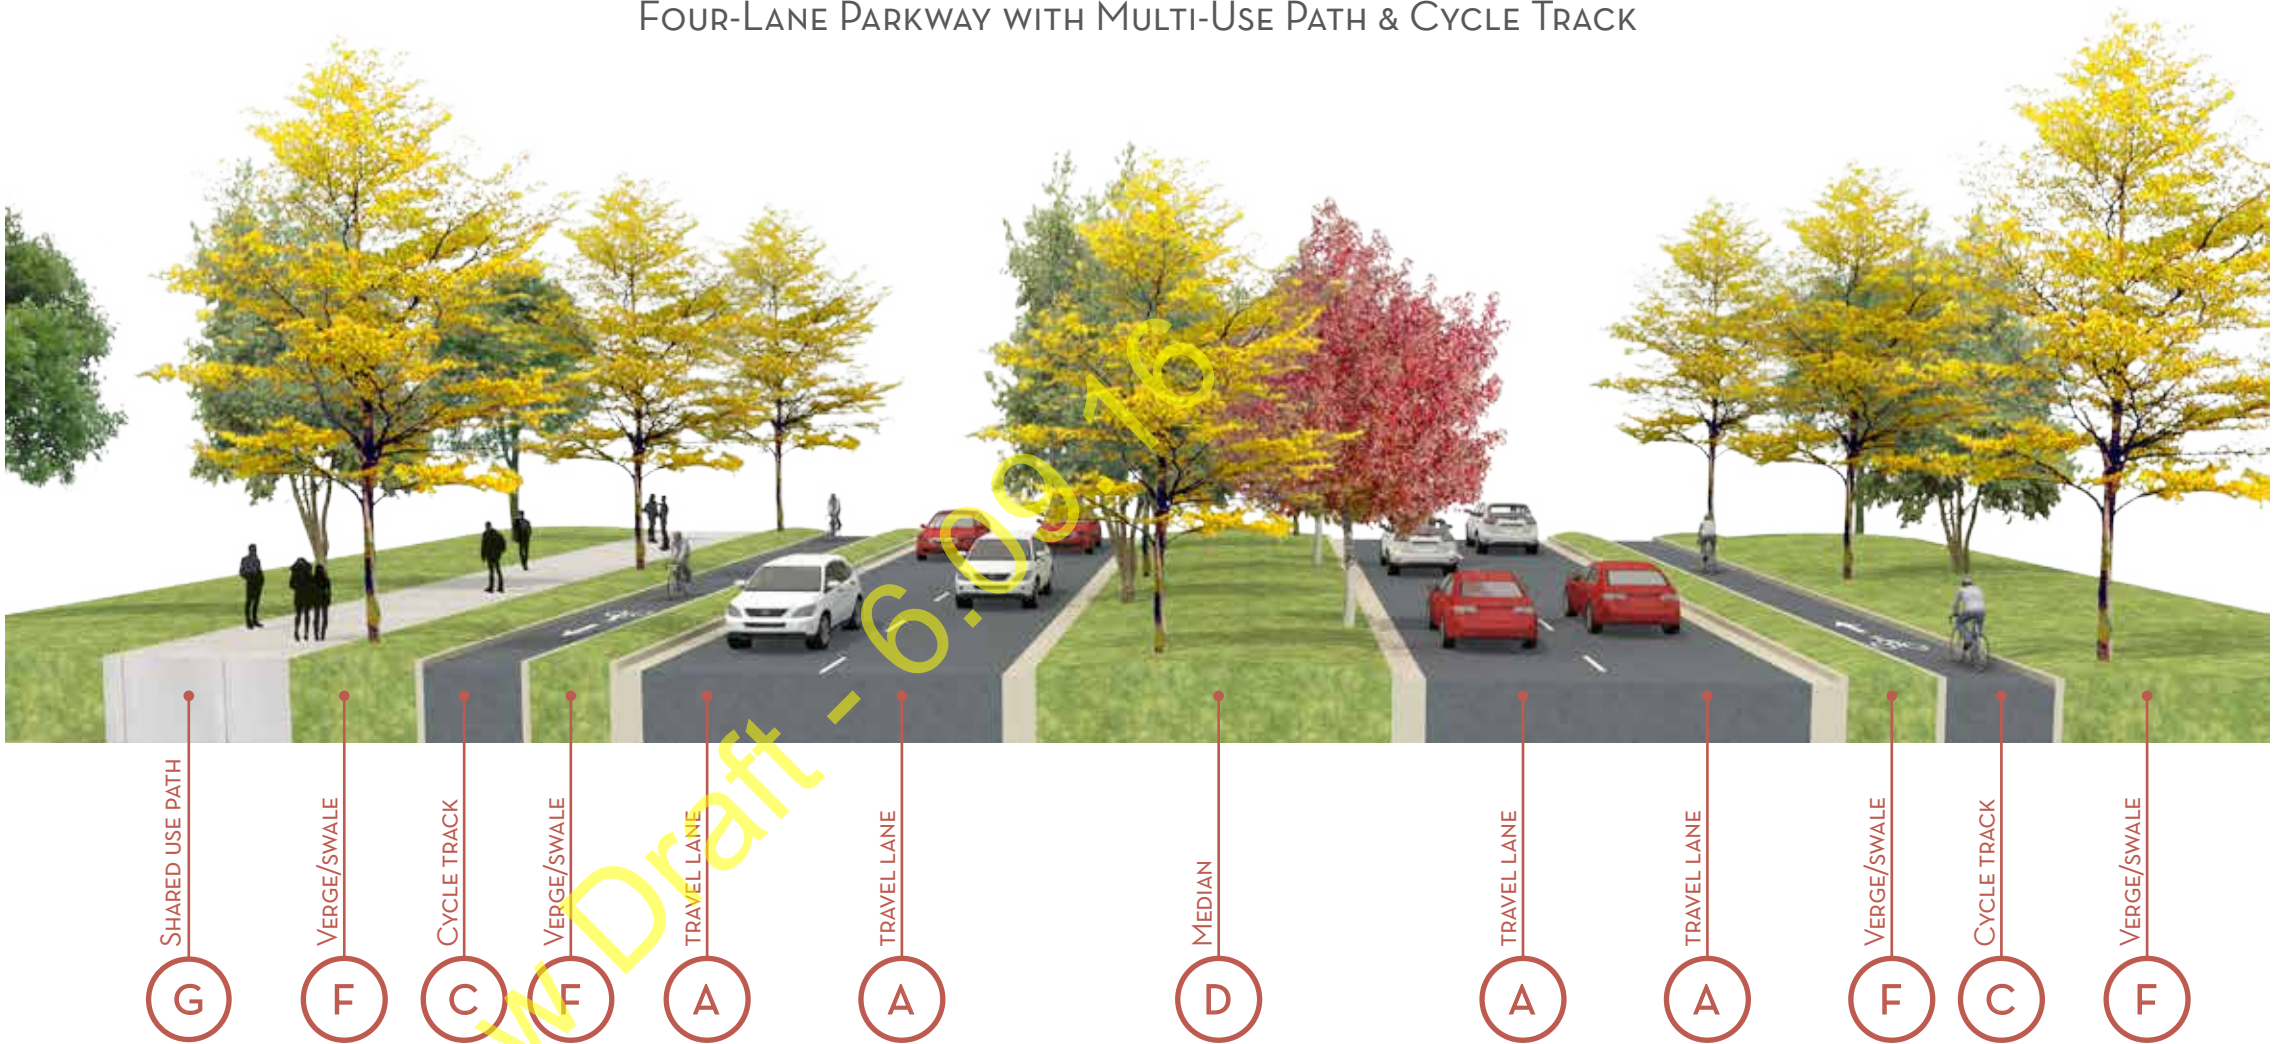 Four-Lane Parkway with Multi-Use Path & Cycle Track
Shared use path
Verge/swale
Cycle track
Verge/swale
travel lane
travel lane
Median
travel lane
travel lane
Verge/swale
Cycle track
Verge/swale
G
F
C
F
A
A
D
A
A
F
C
F
w Draft - 6.09.16